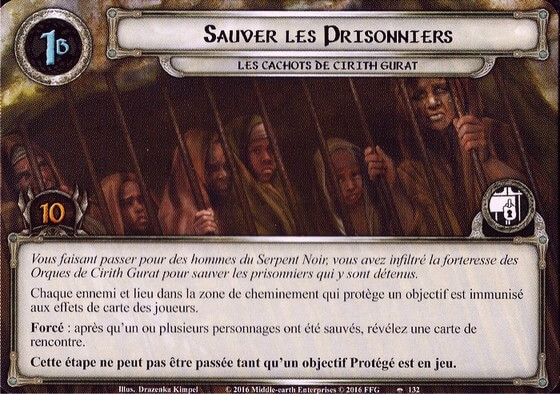 1B
SAUVER LES PRISONNIERS
LES CACHOTS DE CIRITH GURAT
10
Vous faisant passer pour des hommes du Serpent Noir, vous avez infiltré la forteresse des
Orques de Cirith Gurat pour sauver les prisonniers qui y sont détenus.
Chaque ennemi et lieu dans la zone de cheminement qui protège un objectif est immunisé
aux effets de carte des joueurs.
Forcé : après qu'un ou plusieurs personnages ont été sauvés, révélez une carte de
rencontre.
Cette étape ne peut pas être passée tant qu'un objectif Protégé est en jeu.
Illus. Drazenka Kimpel © 2016 Middle-earth Enterprises © 2016 FFG 132